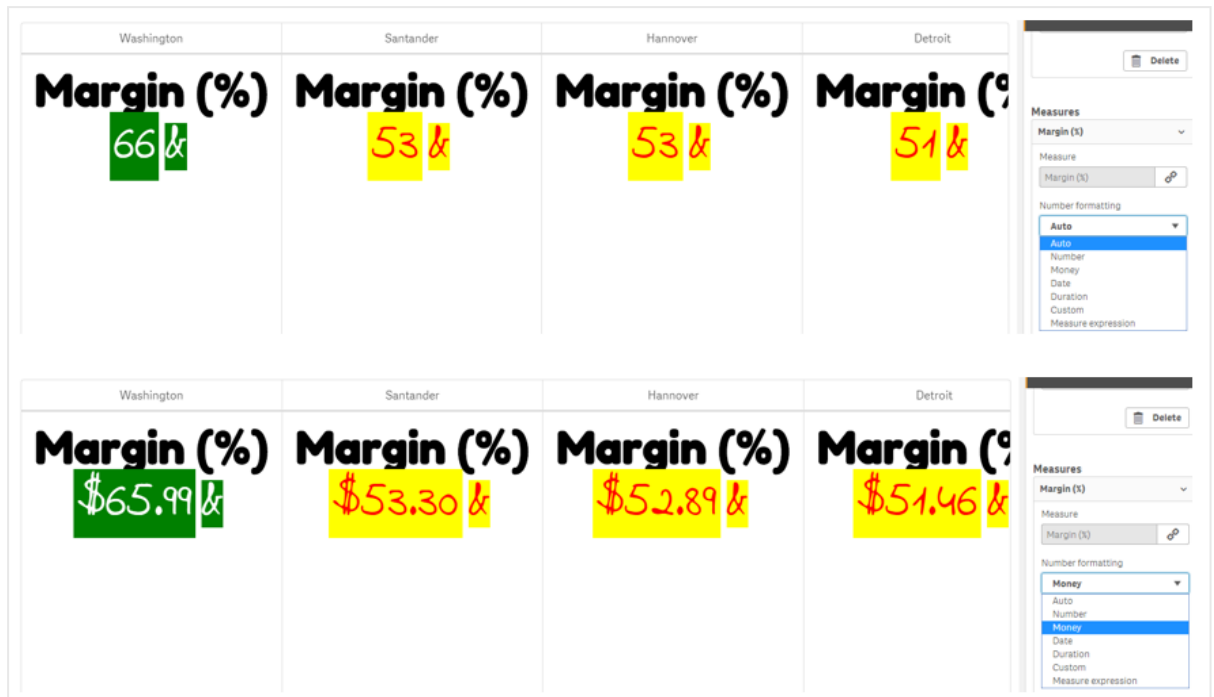 Washington Santander Hannover Detroit
Delete
Margin (%) Margin (%) Margin (%) Margin (%
66 & 53 & 53 & 51 &
Measures
Margin (%)
Measure
Margin (%)
Number formatting
Auto
Auto
Number
Money
Date
Duration
Custom
Measure expression
Washington Santander Hannover Detroit
Delete
Margin (%) Margin (%) Margin (%) Margin (%
$65.99 & $53.30 & $52.89 & $51.46 &
Measures
Margin (%)
Measure
Margin (%)
Number formatting
Money
Auto
Number
Money
Date
Duration
Custom
Measure expression